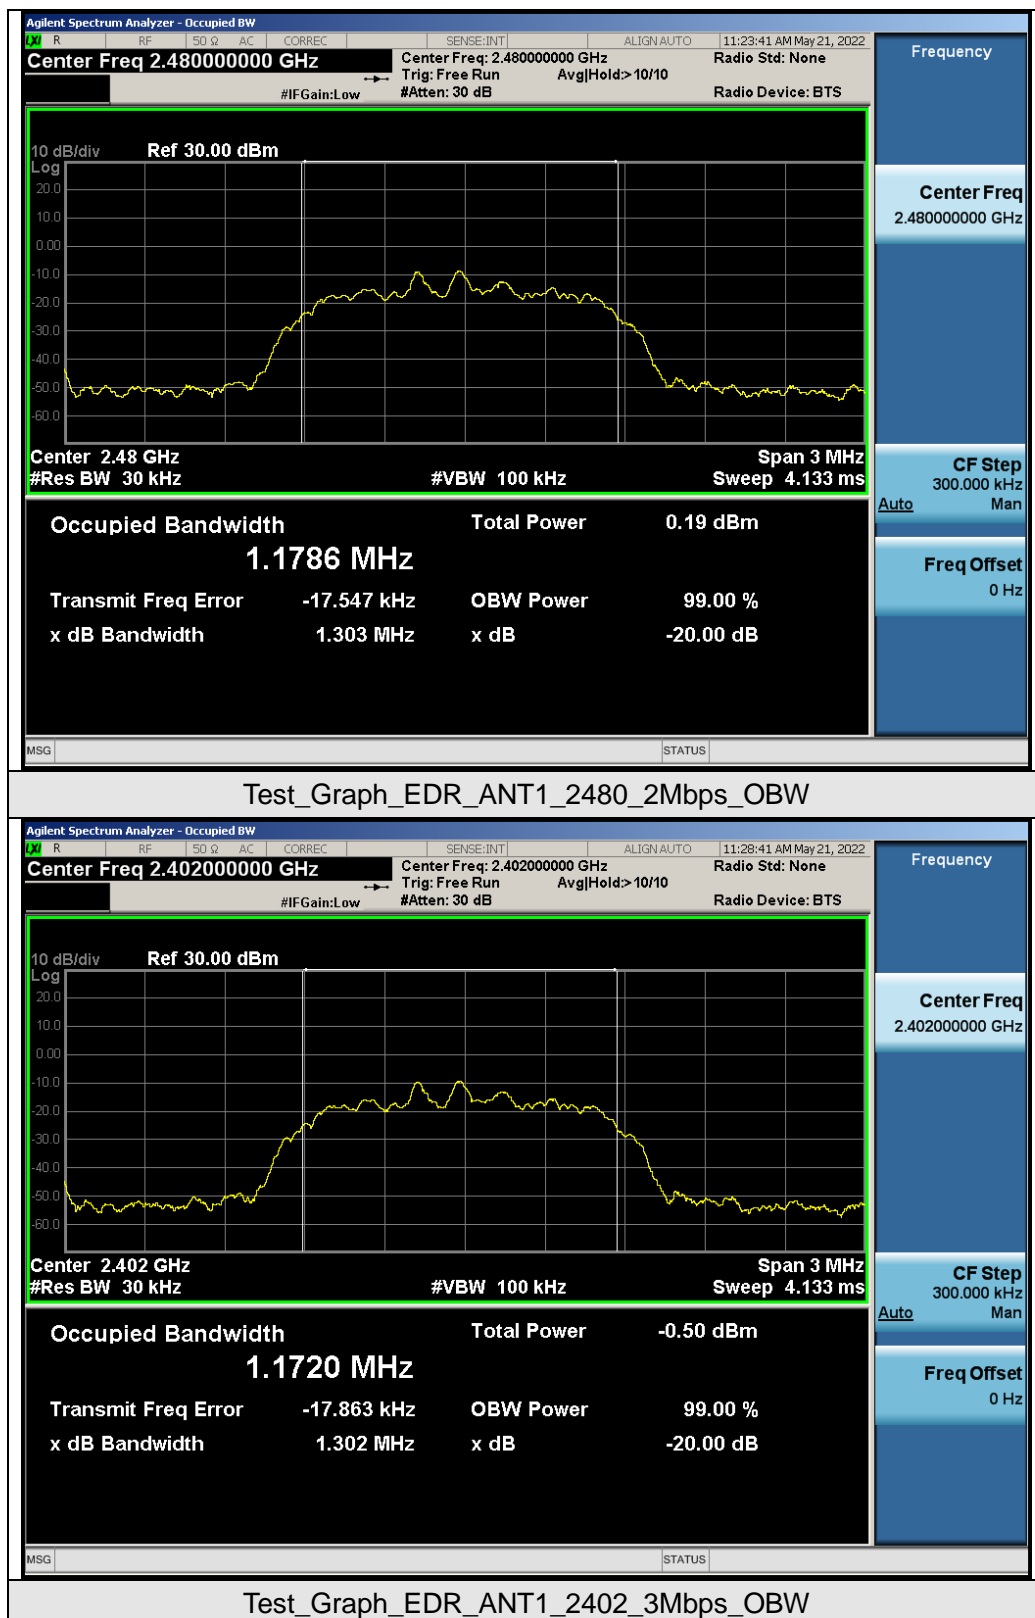 Agilent Spectrum Analyzer - Occupied BW
LXI R RF 50 Ω AC CORREC SENSE:INT ALIGN AUTO 11:23:41 AM May 21, 2022
Center Freq 2.480000000 GHz
Center Freq: 2.480000000 GHz Radio Std: None
Trig: Free Run Avg|Hold:> 10/10
#IFGain:Low #Atten: 30 dB Radio Device: BTS
Frequency
10 dB/div Ref 30.00 dBm
Log
20.0
10.0
0.00
-10.0
-20.0
-30.0
-40.0
-50.0
-60.0
Center 2.48 GHz Span 3 MHz
#Res BW 30 kHz #VBW 100 kHz Sweep 4.133 ms
Center Freq
2.480000000 GHz
CF Step
300.000 kHz
Auto Man
Freq Offset
0 Hz
Occupied Bandwidth Total Power 0.19 dBm
1.1786 MHz
Transmit Freq Error -17.547 kHz OBW Power 99.00 %
x dB Bandwidth 1.303 MHz x dB -20.00 dB
MSG STATUS
Test_Graph_EDR_ANT1_2480_2Mbps_OBW
Agilent Spectrum Analyzer - Occupied BW
LXI R RF 50 Ω AC CORREC SENSE:INT ALIGN AUTO 11:28:41 AM May 21, 2022
Center Freq 2.402000000 GHz
Center Freq: 2.402000000 GHz Radio Std: None
Trig: Free Run Avg|Hold:> 10/10
#IFGain:Low #Atten: 30 dB Radio Device: BTS
Frequency
10 dB/div Ref 30.00 dBm
Log
20.0
10.0
0.00
-10.0
-20.0
-30.0
-40.0
-50.0
-60.0
Center 2.402 GHz Span 3 MHz
#Res BW 30 kHz #VBW 100 kHz Sweep 4.133 ms
Center Freq
2.402000000 GHz
CF Step
300.000 kHz
Auto Man
Freq Offset
0 Hz
Occupied Bandwidth Total Power -0.50 dBm
1.1720 MHz
Transmit Freq Error -17.863 kHz OBW Power 99.00 %
x dB Bandwidth 1.302 MHz x dB -20.00 dB
MSG STATUS
Test_Graph_EDR_ANT1_2402_3Mbps_OBW